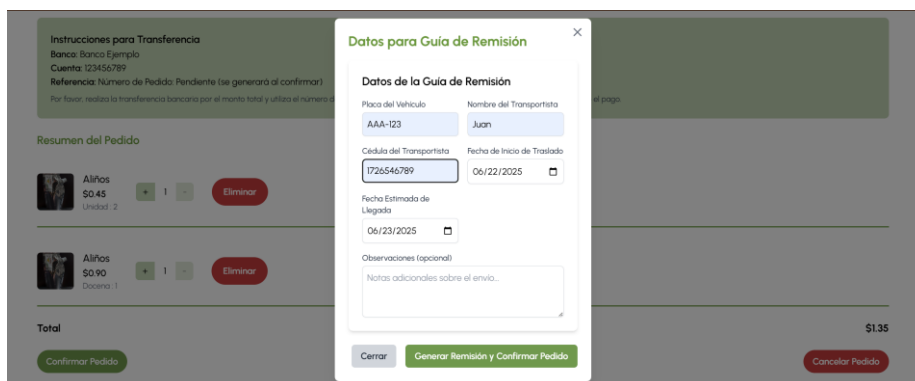 Instrucciones para Transferencia
Banco: Banco Ejemplo
Cuenta: 123456789
Referencia: Número de Pedido: Pendiente (se generará al confirmar)
Por favor, realiza la transferencia bancaria por el monto total y utiliza el número d
el pago.
Resumen del Pedido
Aliños
$0.45
Unidad : 2
+ 1 -
Eliminar
Aliños
$0.90
Docena : 1
+ 1 -
Eliminar
Total
$1.35
Confirmar Pedido
Cancelar Pedido
Datos para Guía de Remisión
Datos de la Guía de Remisión
Placa del Vehículo
Nombre del Transportista
AAA-123
Juan
Cédula del Transportista
Fecha de Inicio de Traslado
1726546789
06/22/2025
Fecha Estimada de
Llegada
06/23/2025
Observaciones (opcional)
Notas adicionales sobre el envío...
Cerrar
Generar Remisión y Confirmar Pedido